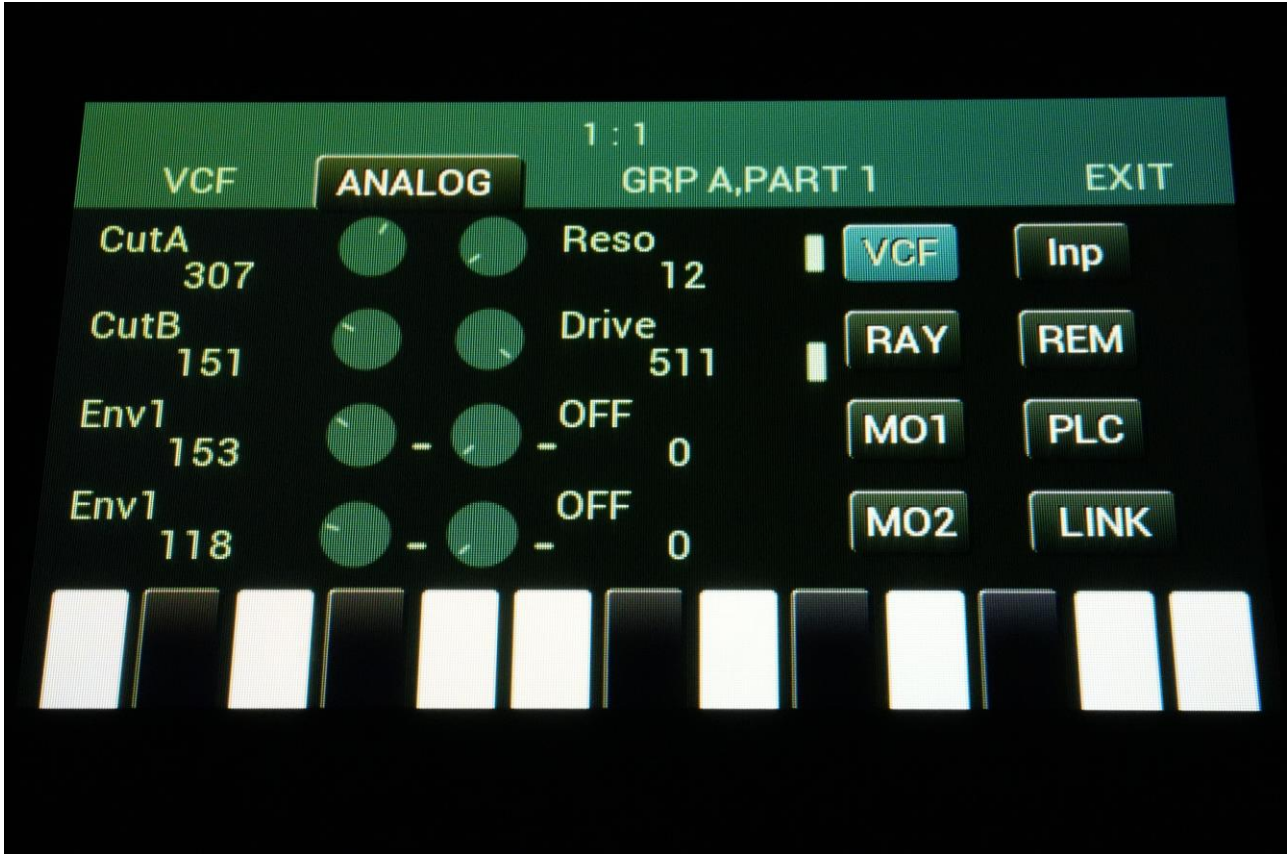 1 : 1
VCF ANALOG GRP A,PART 1 EXIT
CutA Reso VCF Inp
307 12
CutB Drive RAY REM
151 511
Env1 - - OFF MO1 PLC
153 0
Env1 - - OFF MO2 LINK
118 0